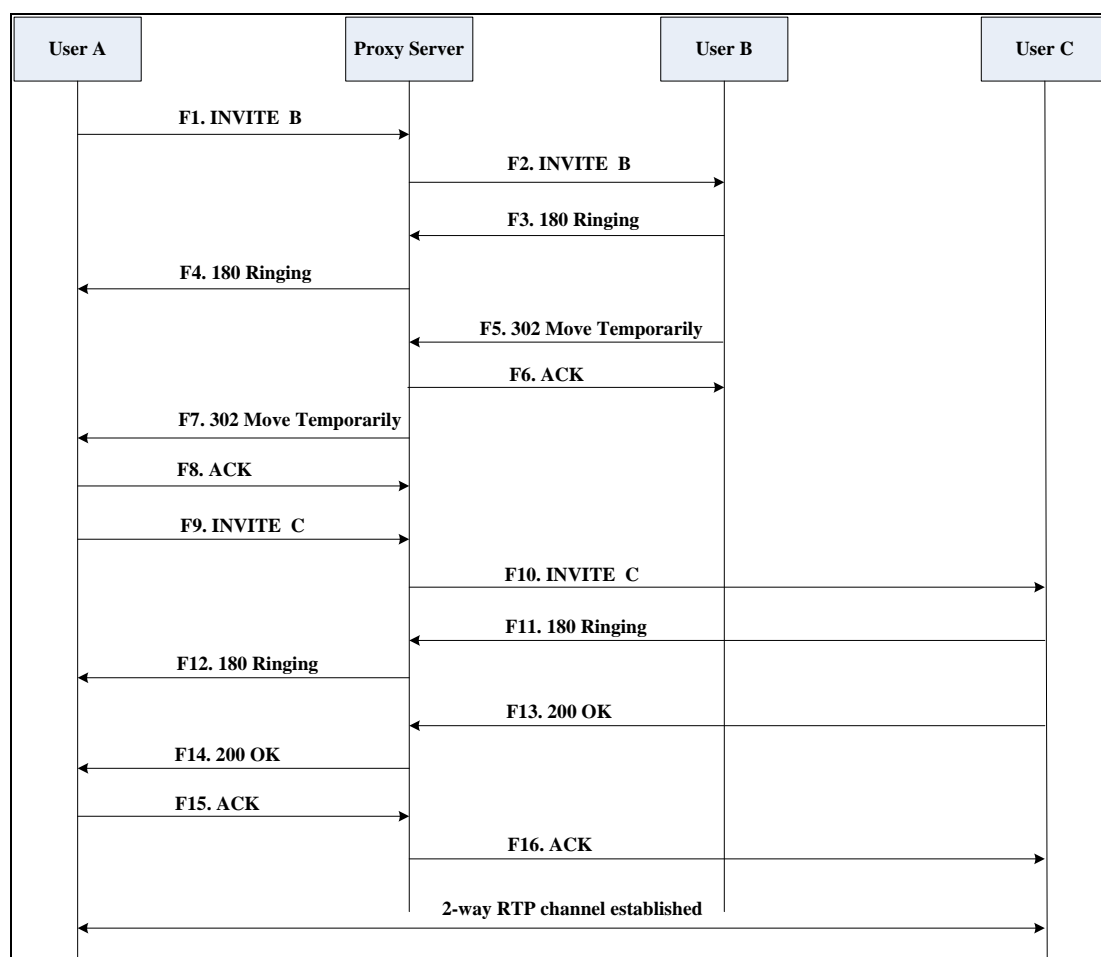 User A
Proxy Server
User B
User C
F1. INVITE B
F2. INVITE B
F3. 180 Ringing
F4. 180 Ringing
F5. 302 Move Temporarily
F6. ACK
F7. 302 Move Temporarily
F8. ACK
F9. INVITE C
F10. INVITE C
F11. 180 Ringing
F12. 180 Ringing
F13. 200 OK
F14. 200 OK
F15. ACK
F16. ACK
2-way RTP channel established